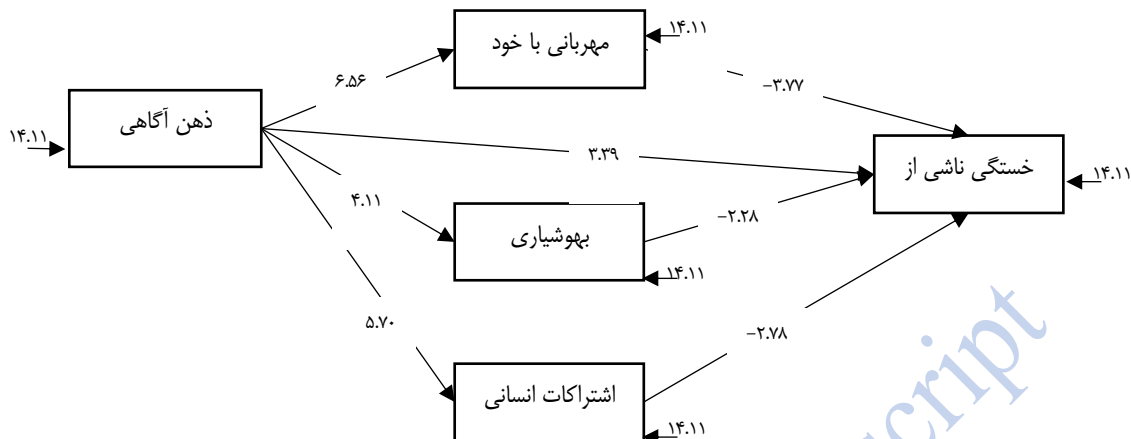 ۱۴.۱۱
مهربانی با خود
۶.۵۶
-۳.۷۷
ذهن آگاهی
۱۴.۱۱
۳.۳۹
خستگی ناشی از
۱۴.۱۱
۴.۱۱
-۲.۲۸
بهوشیاری
۱۴.۱۱
۵.۷۰
-۲.۷۸
اشتراکات انسانی
۱۴.۱۱
script